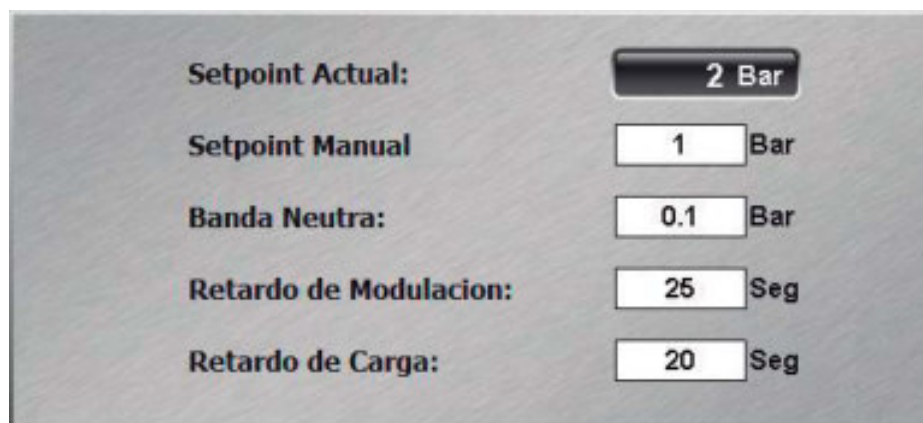 Setpoint Actual: 2 Bar
Setpoint Manual 1 Bar
Banda Neutra: 0.1 Bar
Retardo de Modulacion: 25 Seg
Retardo de Carga: 20 Seg